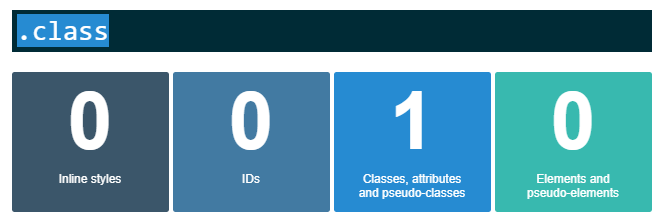 .class
0 0 1 0
Inline styles IDs Classes, attributes Elements and
and pseudo-classes pseudo-elements